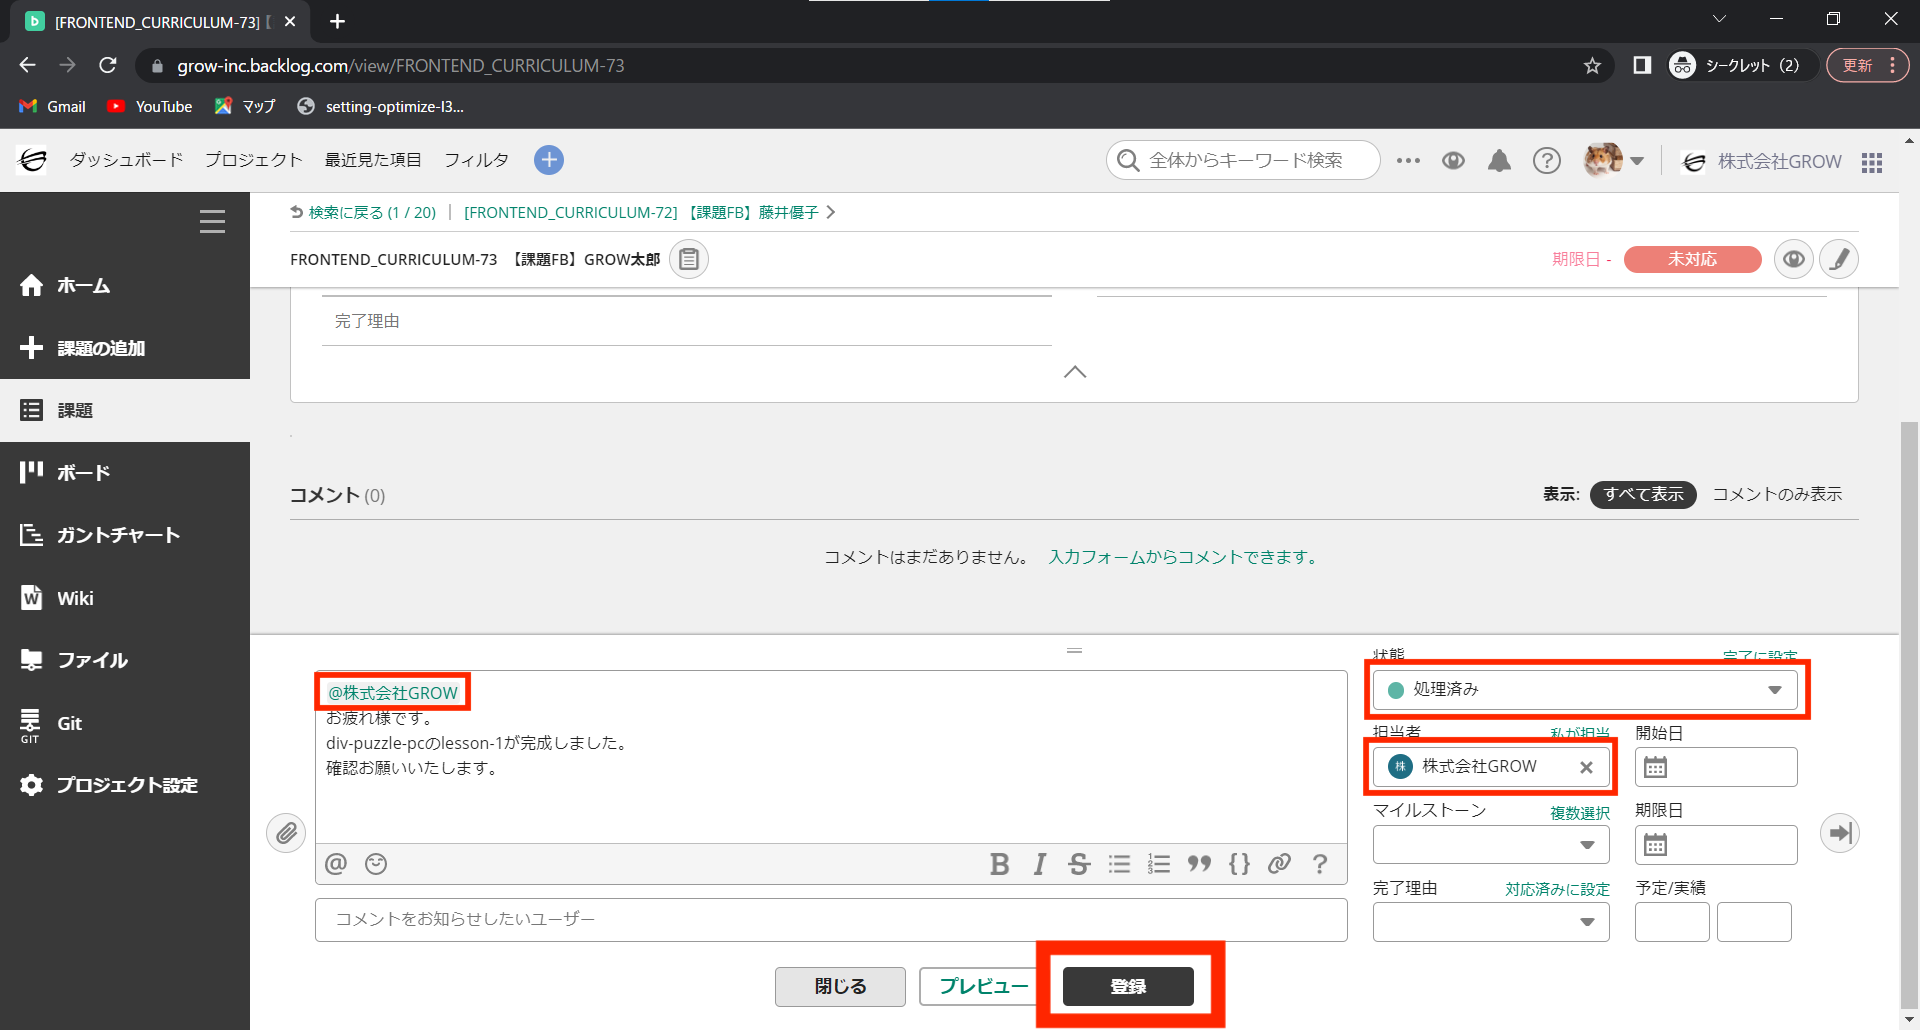 [FRONTEND_CURRICULUM-73]【
grow-inc.backlog.com/view/FRONTEND_CURRICULUM-73
シークレット (2)
更新
Gmail
YouTube
マップ
setting-optimize-l3...
ダッシュボード
プロジェクト
最近見た項目
フィルタ
全体からキーワード検索
株式会社GROW
検索に戻る (1 / 20)
[FRONTEND_CURRICULUM-72] 【課題FB】藤井優子
FRONTEND_CURRICULUM-73 【課題FB】GROW太郎
期限日 -
未対応
ホーム
課題の追加
課題
ボード
ガントチャート
Wiki
ファイル
GIT
Git
プロジェクト設定
完了理由
コメント (0)
表示:
すべて表示
コメントのみ表示
コメントはまだありません。 入力フォームからコメントできます。
@株式会社GROW
お疲れ様です。
div-puzzle-pcのlesson-1が完成しました。
確認お願いいたします。
コメントをお知らせしたいユーザー
閉じる
プレビュー
登録
状態
完了に設定
処理済み
担当者
私が担当
開始日
株
株式会社GROW
マイルストーン
複数選択
期限日
完了理由
対応済みに設定
予定/実績